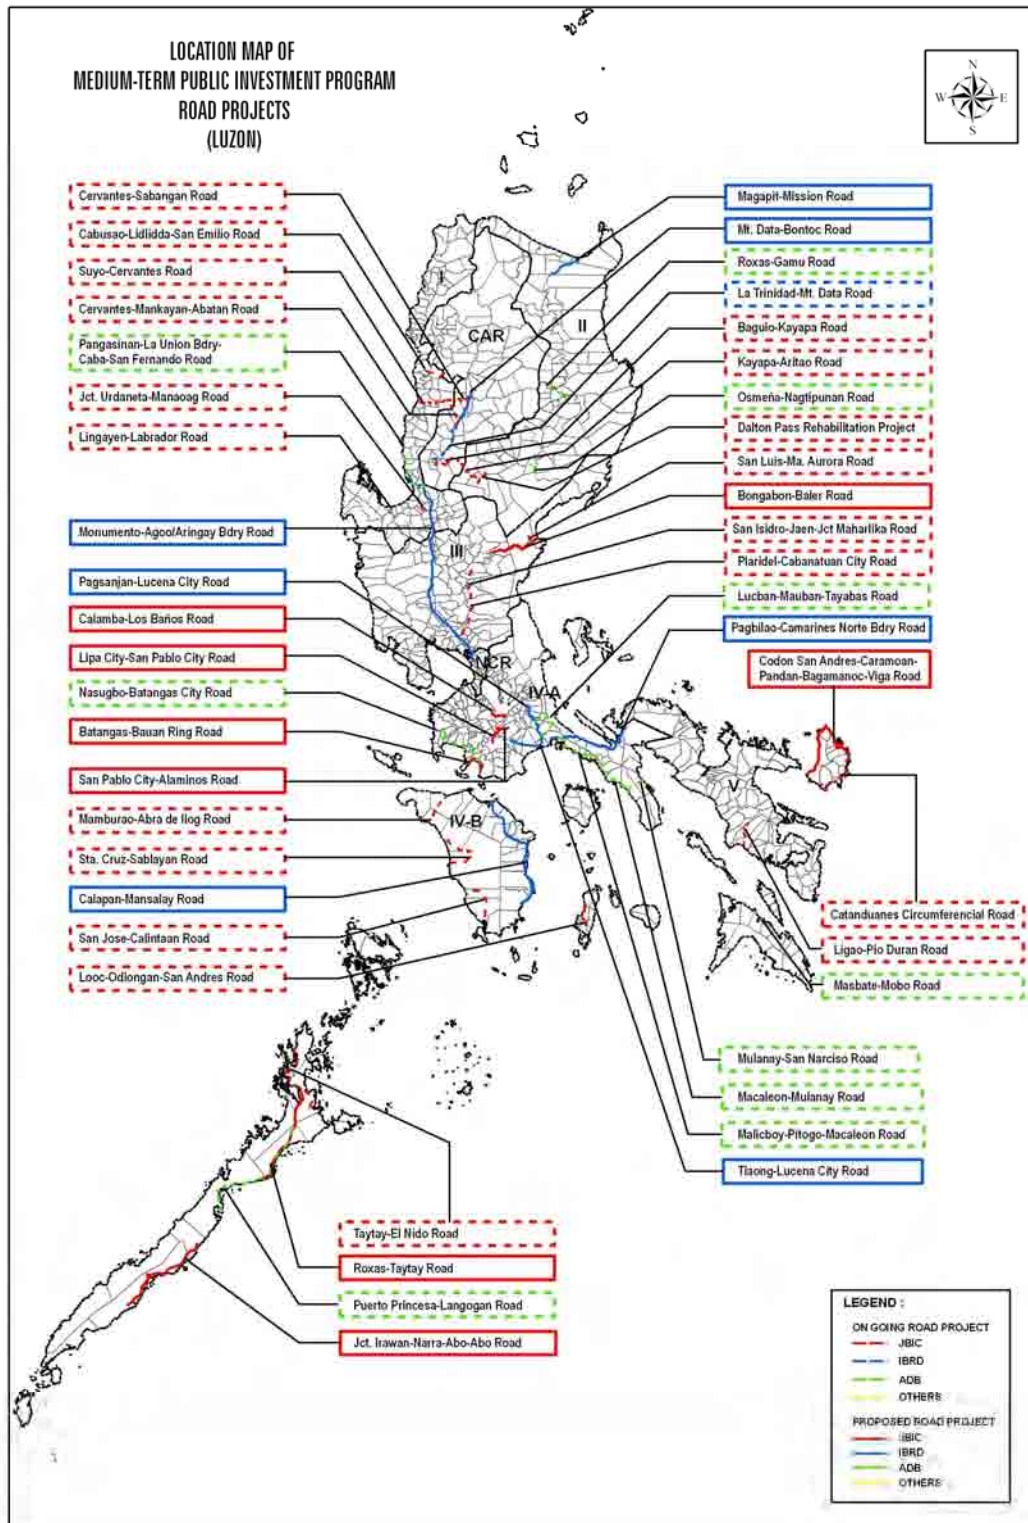 LOCATION MAP OF
MEDIUM-TERM PUBLIC INVESTMENT PROGRAM
ROAD PROJECTS
(LUZON)
N
W
E
S
Cervantes-Sabangan Road
Cabusao-Lidlidda-San Emilio Road
Suyo-Cervantes Road
Cervantes-Mankayan-Abatan Road
Pangasinan-La Union Bdry-
Caba-San Fernando Road
Jct. Urdaneta-Manaoag Road
Lingayen-Labrador Road
Monumento-Agoo/Aringay Bdry Road
Pagsanjan-Lucena City Road
Calamba-Los Baños Road
Lipa City-San Pablo City Road
Nasugbo-Batangas City Road
Batangas-Bauan Ring Road
San Pablo City-Alaminos Road
Mamburao-Abra de Ilog Road
Sta. Cruz-Sablayan Road
Calapan-Mansalay Road
San Jose-Calintaan Road
Looc-Odlongan-San Andres Road
I
CAR
II
III
NCR
IV-A
IV-B
V
Magapit-Mission Road
Mt. Data-Bontoc Road
Roxas-Gamu Road
La Trinidad-Mt. Data Road
Baguio-Kayapa Road
Kayapa-Aritao Road
Osmeña-Nagtipunan Road
Dalton Pass Rehabilitation Project
San Luis-Ma. Aurora Road
Bongabon-Baler Road
San Isidro-Jaen-Jct Maharlika Road
Plaridel-Cabanatuan City Road
Lucban-Mauban-Tayabas Road
Pagbilao-Camarines Norte Bdry Road
Codon San Andres-Caramoan-
Pandan-Bagamanoc-Viga Road
Catanduanes Circumferencial Road
Ligao-Pio Duran Road
Masbate-Mobo Road
Mulanay-San Narciso Road
Macaleon-Mulanay Road
Malicboy-Pitogo-Macaleon Road
Tiaong-Lucena City Road
Taytay-El Nido Road
Roxas-Taytay Road
Puerto Princesa-Langogan Road
Jct. Irawan-Narra-Abo-Abo Road
LEGEND :
ON GOING ROAD PROJECT
JBIC
IBRD
ADB
OTHERS
PROPOSED ROAD PROJECT
JBIC
IBRD
ADB
OTHERS